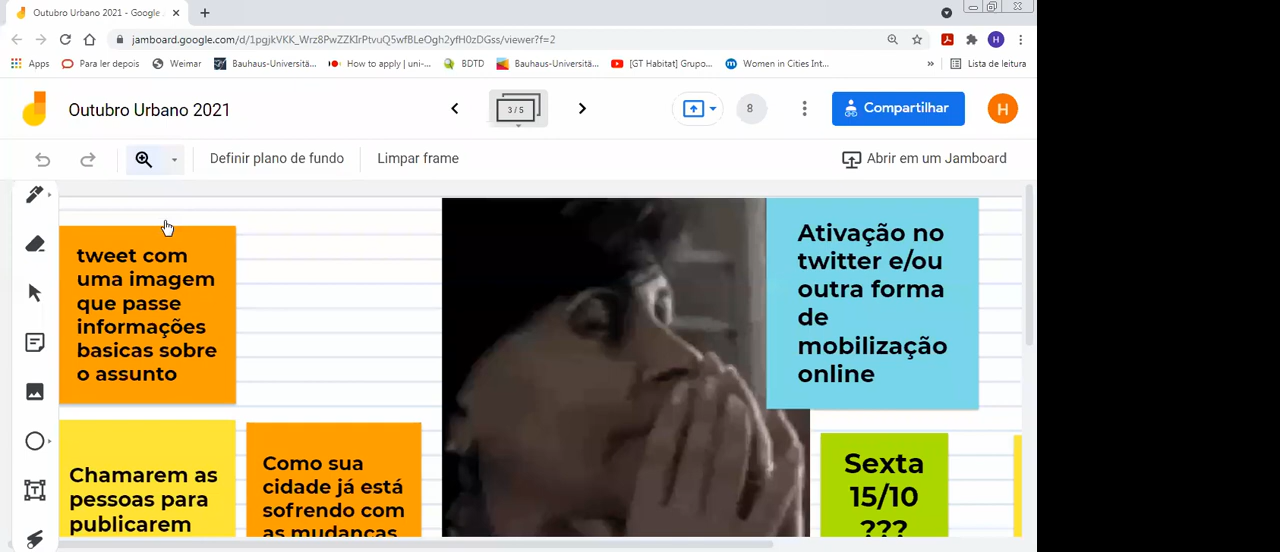 Outubro Urbano 2021 - Google
jamboard.google.com/d/1pgjkVKK_Wrz8PwZZKlrPtvuQ5wfBLeOgh2yfH0zDGss/viewer?f=2
H
Apps
Para ler depois
Weimar
Bauhaus-Universitä...
How to apply | uni-...
BDTD
Bauhaus-Universitä...
[GT Habitat] Grupo...
Women in Cities Int...
»
Lista de leitura
Outubro Urbano 2021
3 / 5
8
Compartilhar
H
Definir plano de fundo
Limpar frame
Abrir em um Jamboard
tweet com
uma imagem
que passe
informações
basicas sobre
o assunto
Ativação no
twitter e/ou
outra forma
de
mobilização
online
Chamarem as
pessoas para
publicarem
Como sua
cidade já está
sofrendo com
as mudanças
Sexta
15/10
???